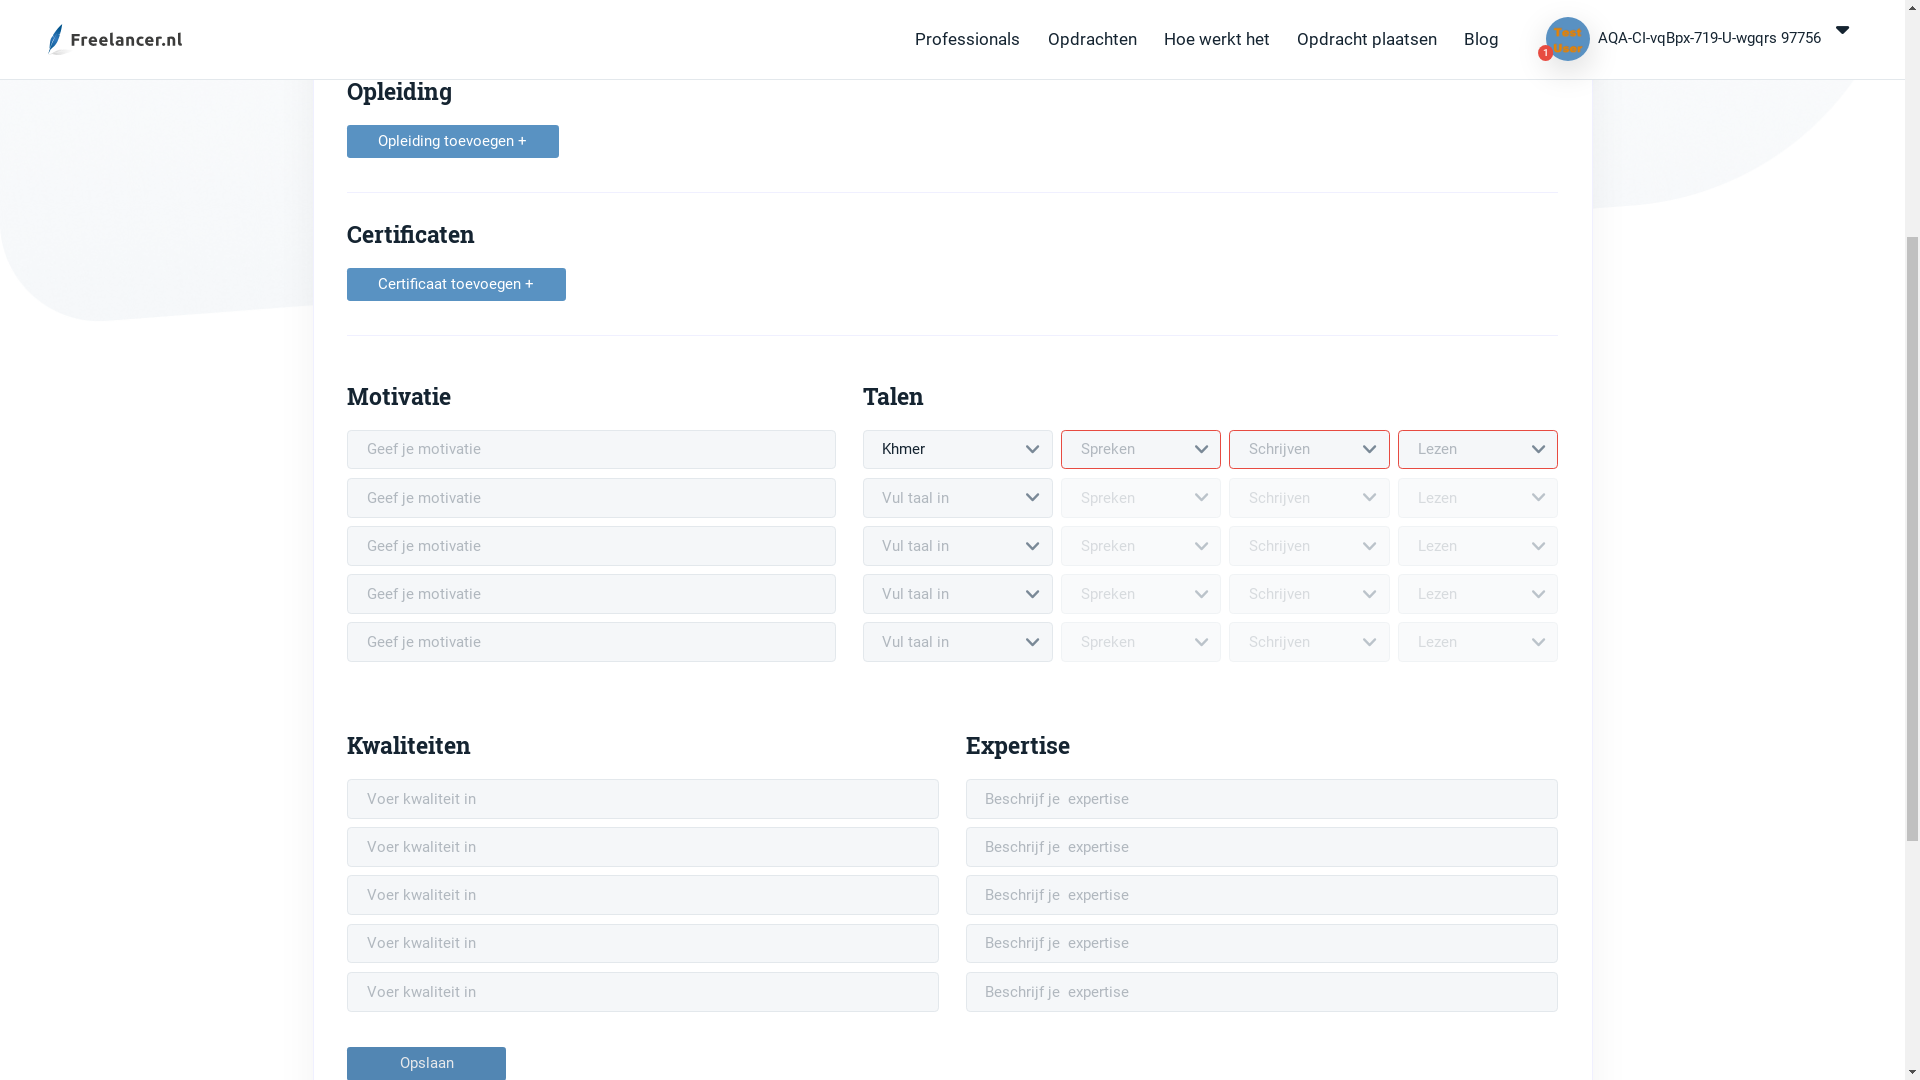 Freelancer.nl
Professionals
Opdrachten
Hoe werkt het
Opdracht plaatsen
Blog
Test
User
1
AQA-CI-vqBpx-719-U-wgqrs 97756
Opleiding
Opleiding toevoegen +
Certificaten
Certificaat toevoegen +
Motivatie
Geef je motivatie
Geef je motivatie
Geef je motivatie
Geef je motivatie
Geef je motivatie
Talen
Khmer Spreken Schrijven Lezen
Vul taal in Spreken Schrijven Lezen
Vul taal in Spreken Schrijven Lezen
Vul taal in Spreken Schrijven Lezen
Vul taal in Spreken Schrijven Lezen
Kwaliteiten
Voer kwaliteit in
Voer kwaliteit in
Voer kwaliteit in
Voer kwaliteit in
Voer kwaliteit in
Expertise
Beschrijf je  expertise
Beschrijf je  expertise
Beschrijf je  expertise
Beschrijf je  expertise
Beschrijf je  expertise
Opslaan